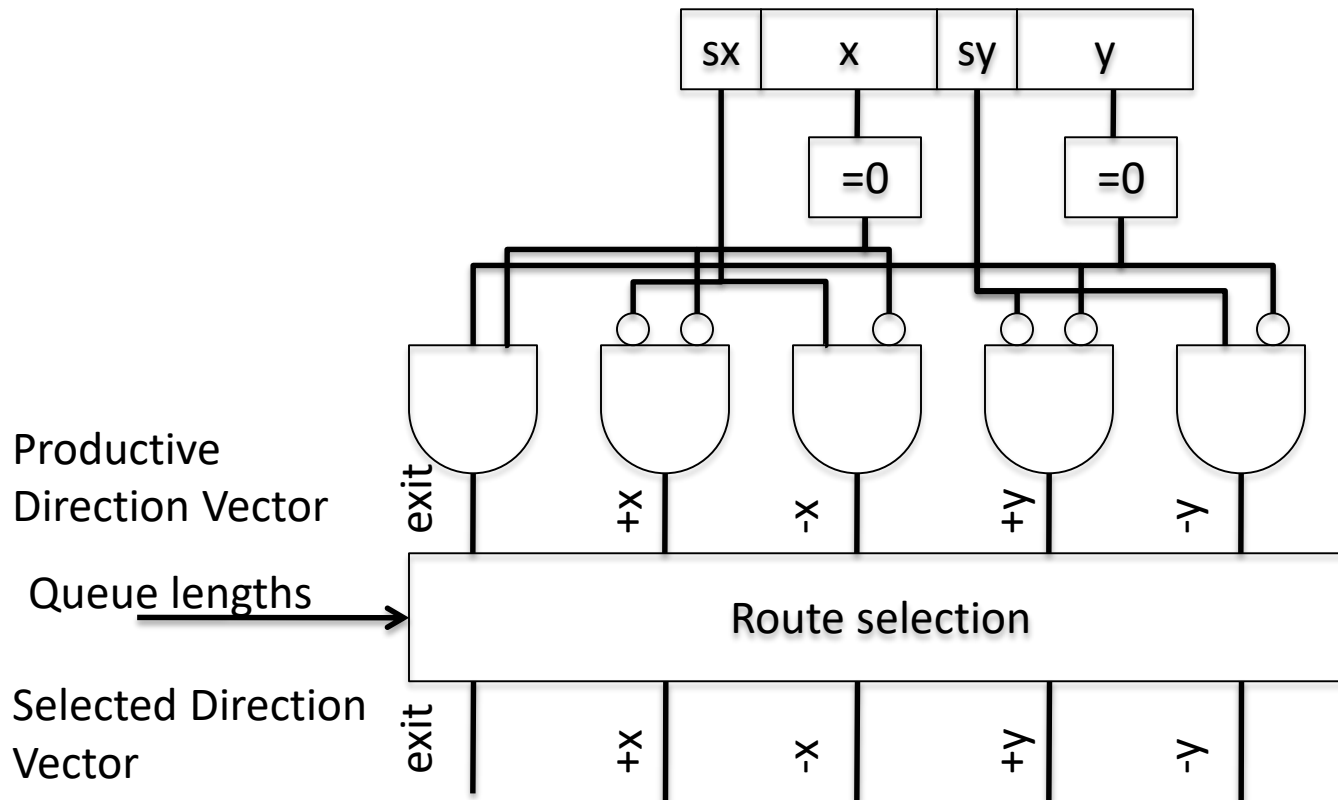 sx x sy y
=0 =0
Productive
Direction Vector
exit +x -x +y -y
Queue lengths
Route selection
Selected Direction
Vector
exit +x -x +y -y